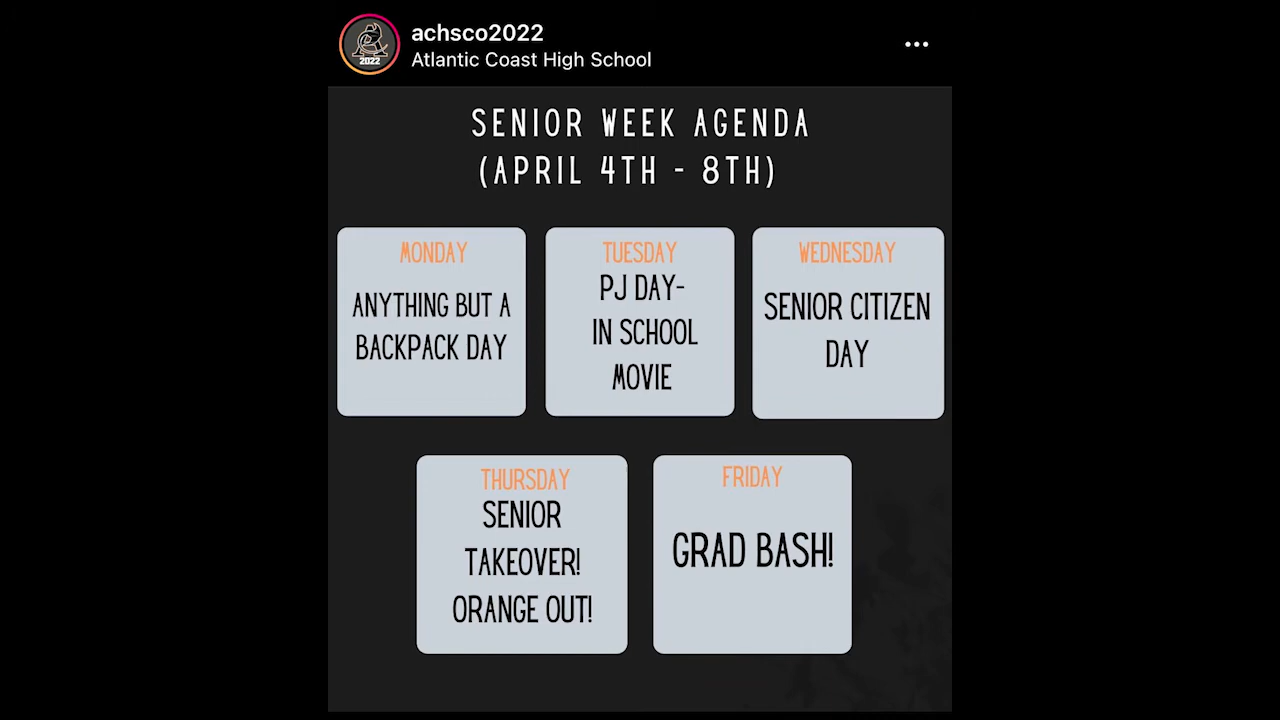 achsco2022
Atlantic Coast High School
2022
SENIOR WEEK AGENDA
(APRIL 4TH - 8TH)
MONDAY
ANYTHING BUT A
BACKPACK DAY
TUESDAY
PJ DAY-
IN SCHOOL
MOVIE
WEDNESDAY
SENIOR CITIZEN
DAY
THURSDAY
SENIOR
TAKEOVER!
ORANGE OUT!
FRIDAY
GRAD BASH!